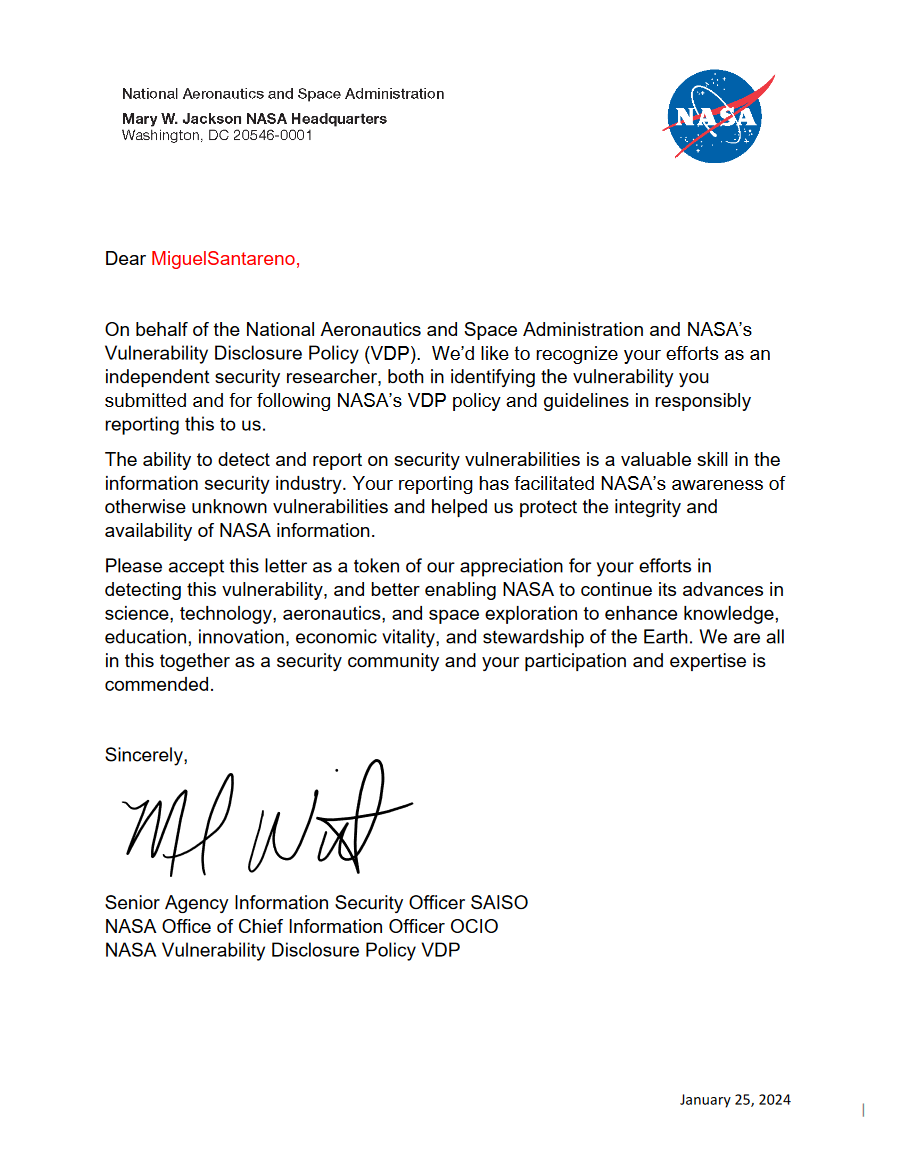 National Aeronautics and Space Administration
Mary W. Jackson NASA Headquarters
Washington, DC 20546-0001
NASA
Dear MiguelSantareno,
On behalf of the National Aeronautics and Space Administration and NASA’s
Vulnerability Disclosure Policy (VDP).  We’d like to recognize your efforts as an
independent security researcher, both in identifying the vulnerability you
submitted and for following NASA’s VDP policy and guidelines in responsibly
reporting this to us.
The ability to detect and report on security vulnerabilities is a valuable skill in the
information security industry. Your reporting has facilitated NASA’s awareness of
otherwise unknown vulnerabilities and helped us protect the integrity and
availability of NASA information.
Please accept this letter as a token of our appreciation for your efforts in
detecting this vulnerability, and better enabling NASA to continue its advances in
science, technology, aeronautics, and space exploration to enhance knowledge,
education, innovation, economic vitality, and stewardship of the Earth. We are all
in this together as a security community and your participation and expertise is
commended.
Sincerely,
Senior Agency Information Security Officer SAISO
NASA Office of Chief Information Officer OCIO
NASA Vulnerability Disclosure Policy VDP
January 25, 2024
|